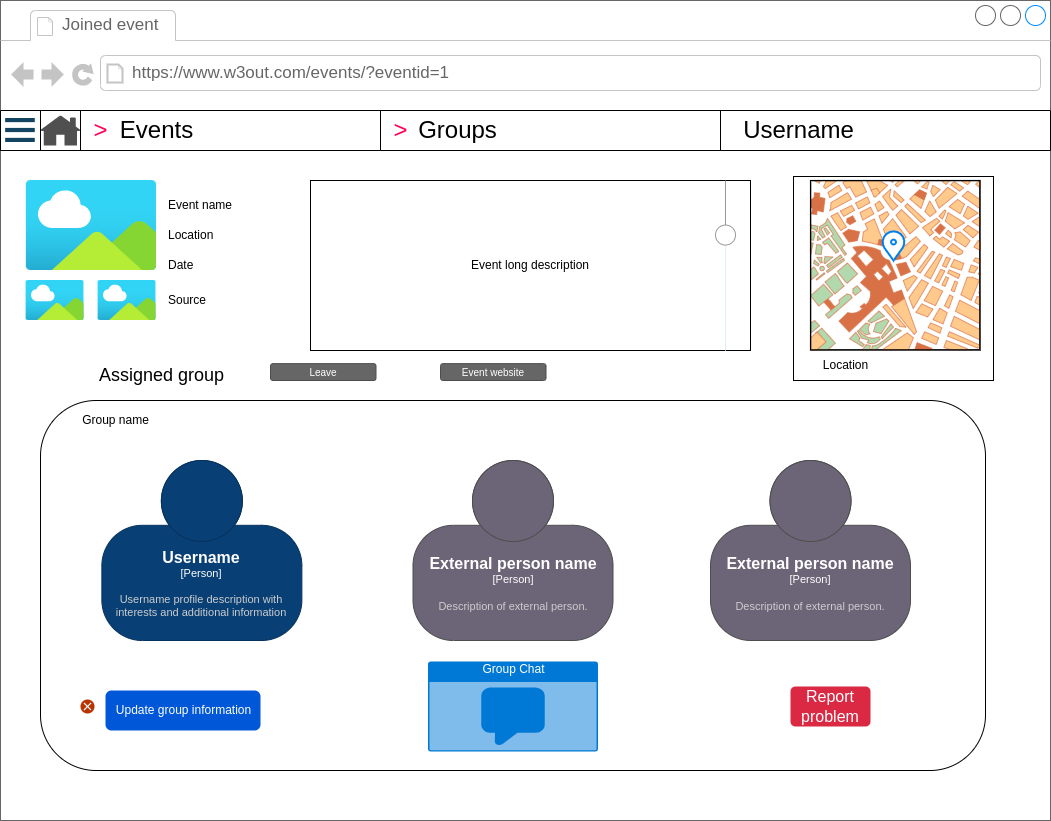 Joined event
https://www.w3out.com/events/?eventid=1
> Events
> Groups
Username
Event name
Location
Date
Source
Event long description
Location
Assigned group
Leave
Event website
Group name
Username
[Person]
Username profile description with
interests and additional information
External person name
[Person]
Description of external person.
External person name
[Person]
Description of external person.
Update group information
Group Chat
Report
problem